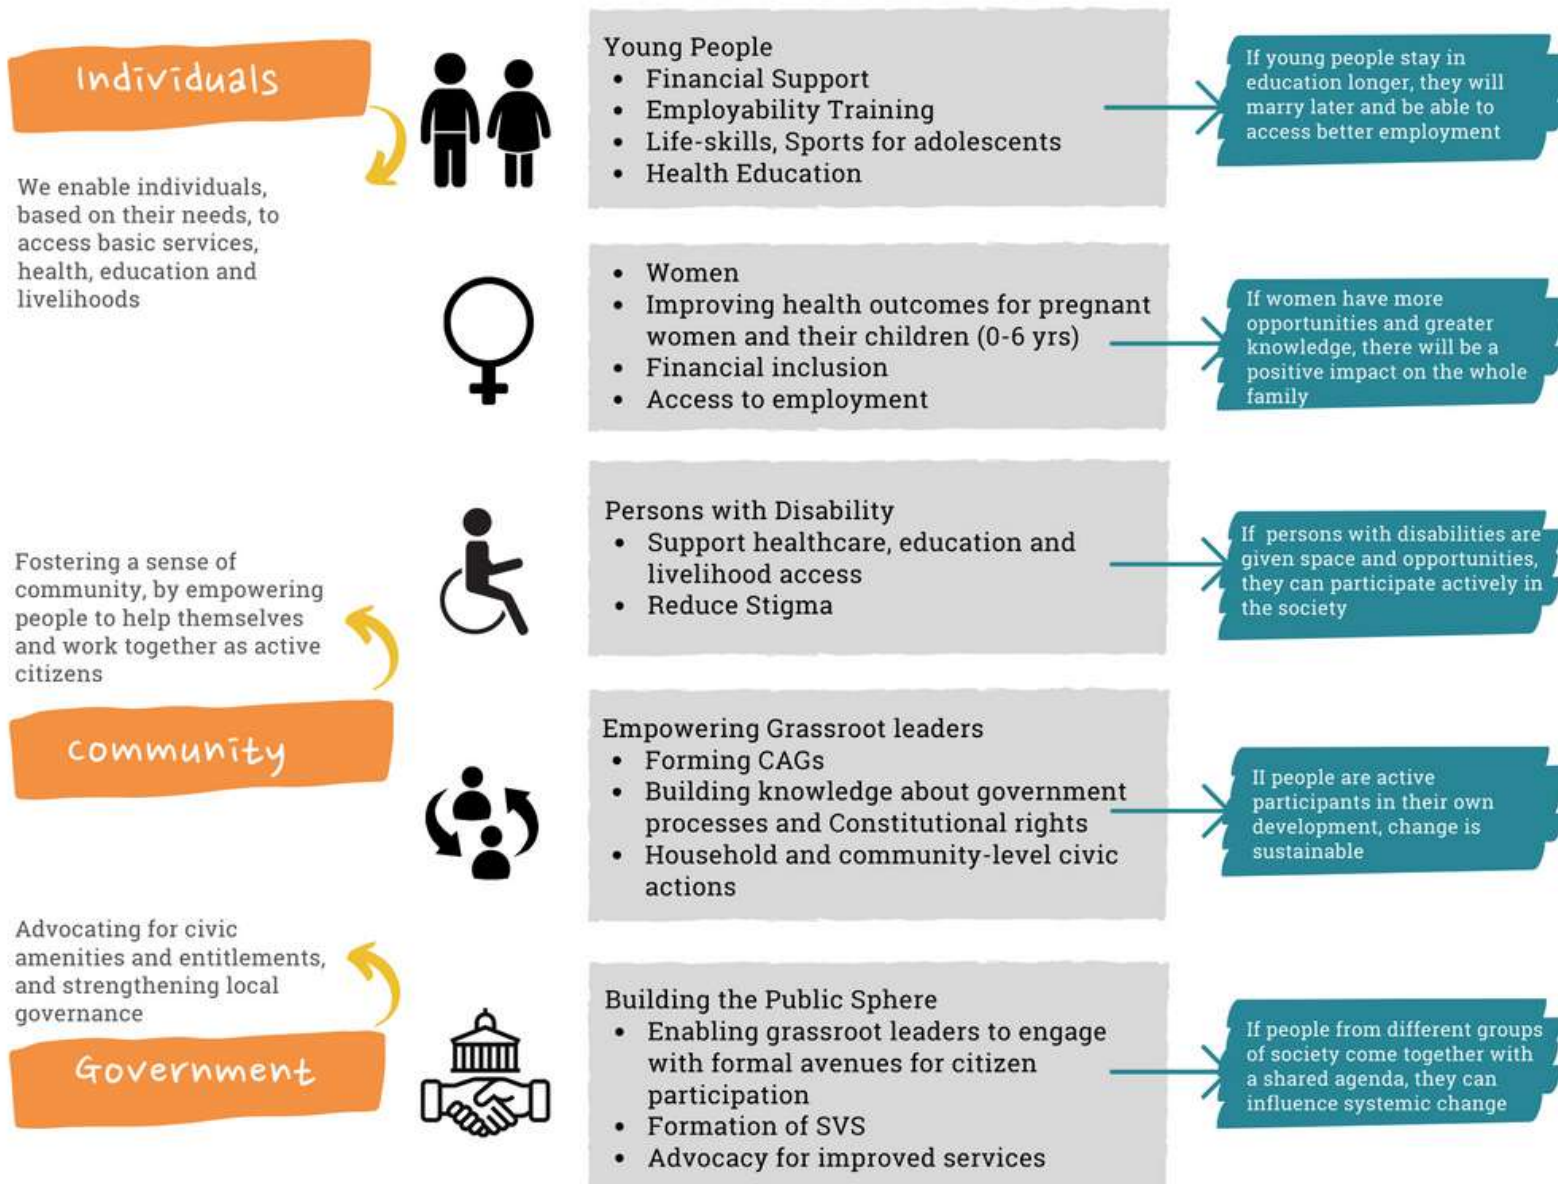 Individuals
We enable individuals,
based on their needs, to
access basic services,
health, education and
livelihoods
Young People
• Financial Support
• Employability Training
• Life-skills, Sports for adolescents
• Health Education
If young people stay in
education longer, they will
marry later and be able to
access better employment
• Women
• Improving health outcomes for pregnant
women and their children (0-6 yrs)
• Financial inclusion
• Access to employment
If women have more
opportunities and greater
knowledge, there will be a
positive impact on the whole
family
Persons with Disability
• Support healthcare, education and
livelihood access
• Reduce Stigma
If persons with disabilities are
given space and opportunities,
they can participate actively in
the society
Fostering a sense of
community, by empowering
people to help themselves
and work together as active
citizens
community
Empowering Grassroot leaders
• Forming CAGs
• Building knowledge about government
processes and Constitutional rights
• Household and community-level civic
actions
II people are active
participants in their own
development, change is
sustainable
Advocating for civic
amenities and entitlements,
and strengthening local
governance
Government
Building the Public Sphere
• Enabling grassroot leaders to engage
with formal avenues for citizen
participation
• Formation of SVS
• Advocacy for improved services
If people from different groups
of society come together with
a shared agenda, they can
influence systemic change